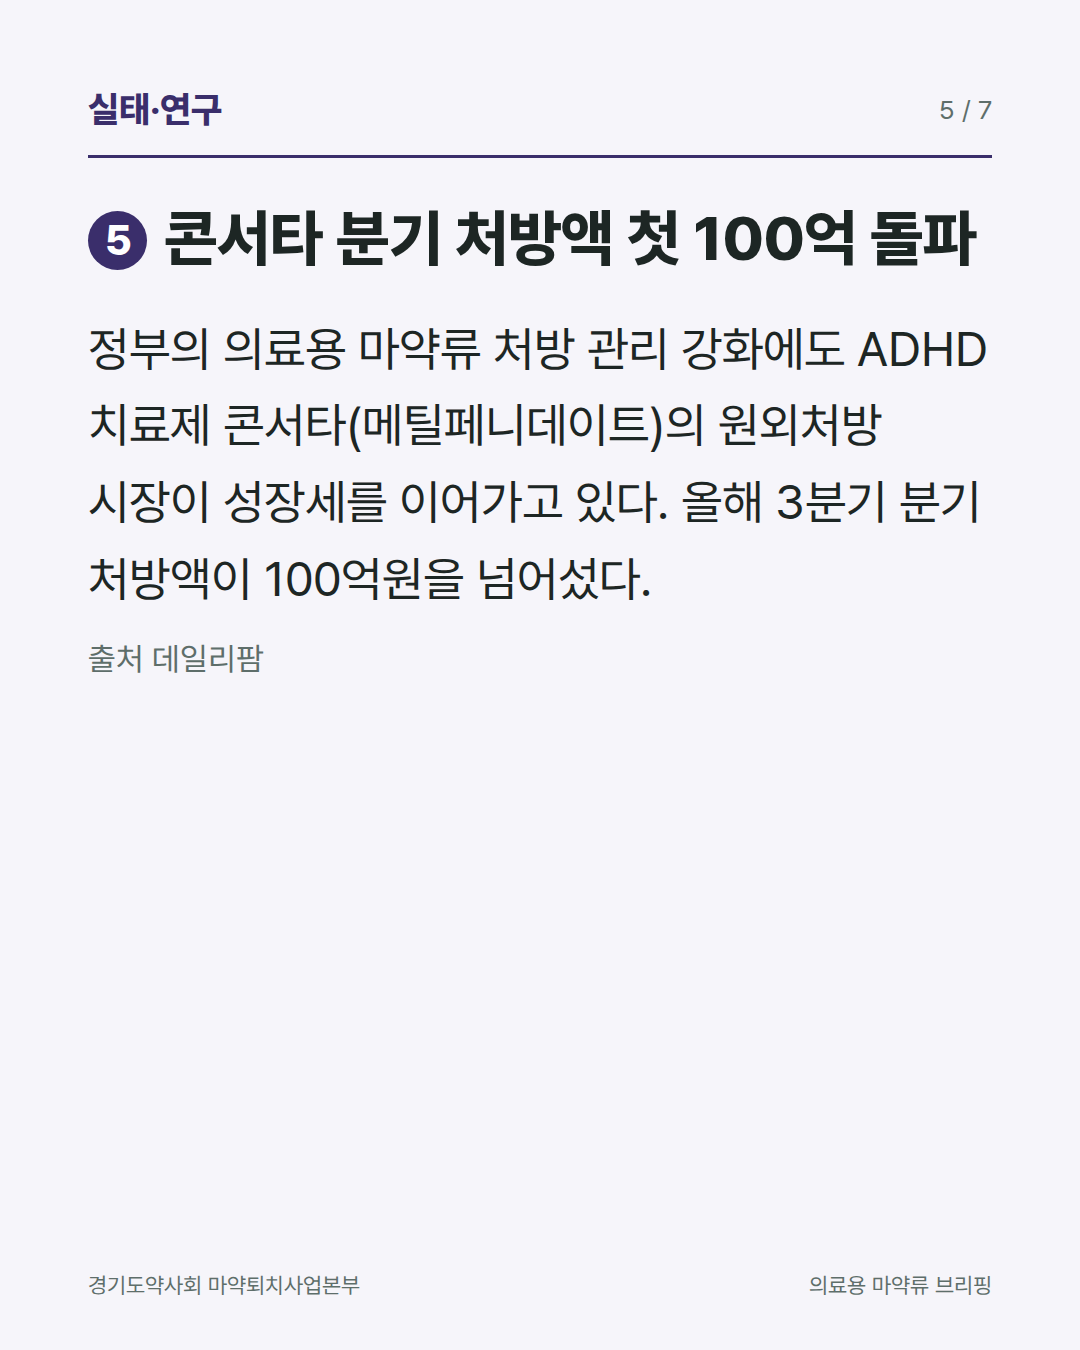 실태·연구
5 / 7
5 콘서타 분기 처방액 첫 100억 돌파
정부의 의료용 마약류 처방 관리 강화에도 ADHD
치료제 콘서타(메틸페니데이트)의 원외처방
시장이 성장세를 이어가고 있다. 올해 3분기 분기
처방액이 100억원을 넘어섰다.
출처 데일리팜
경기도약사회 마약퇴치사업본부
의료용 마약류 브리핑